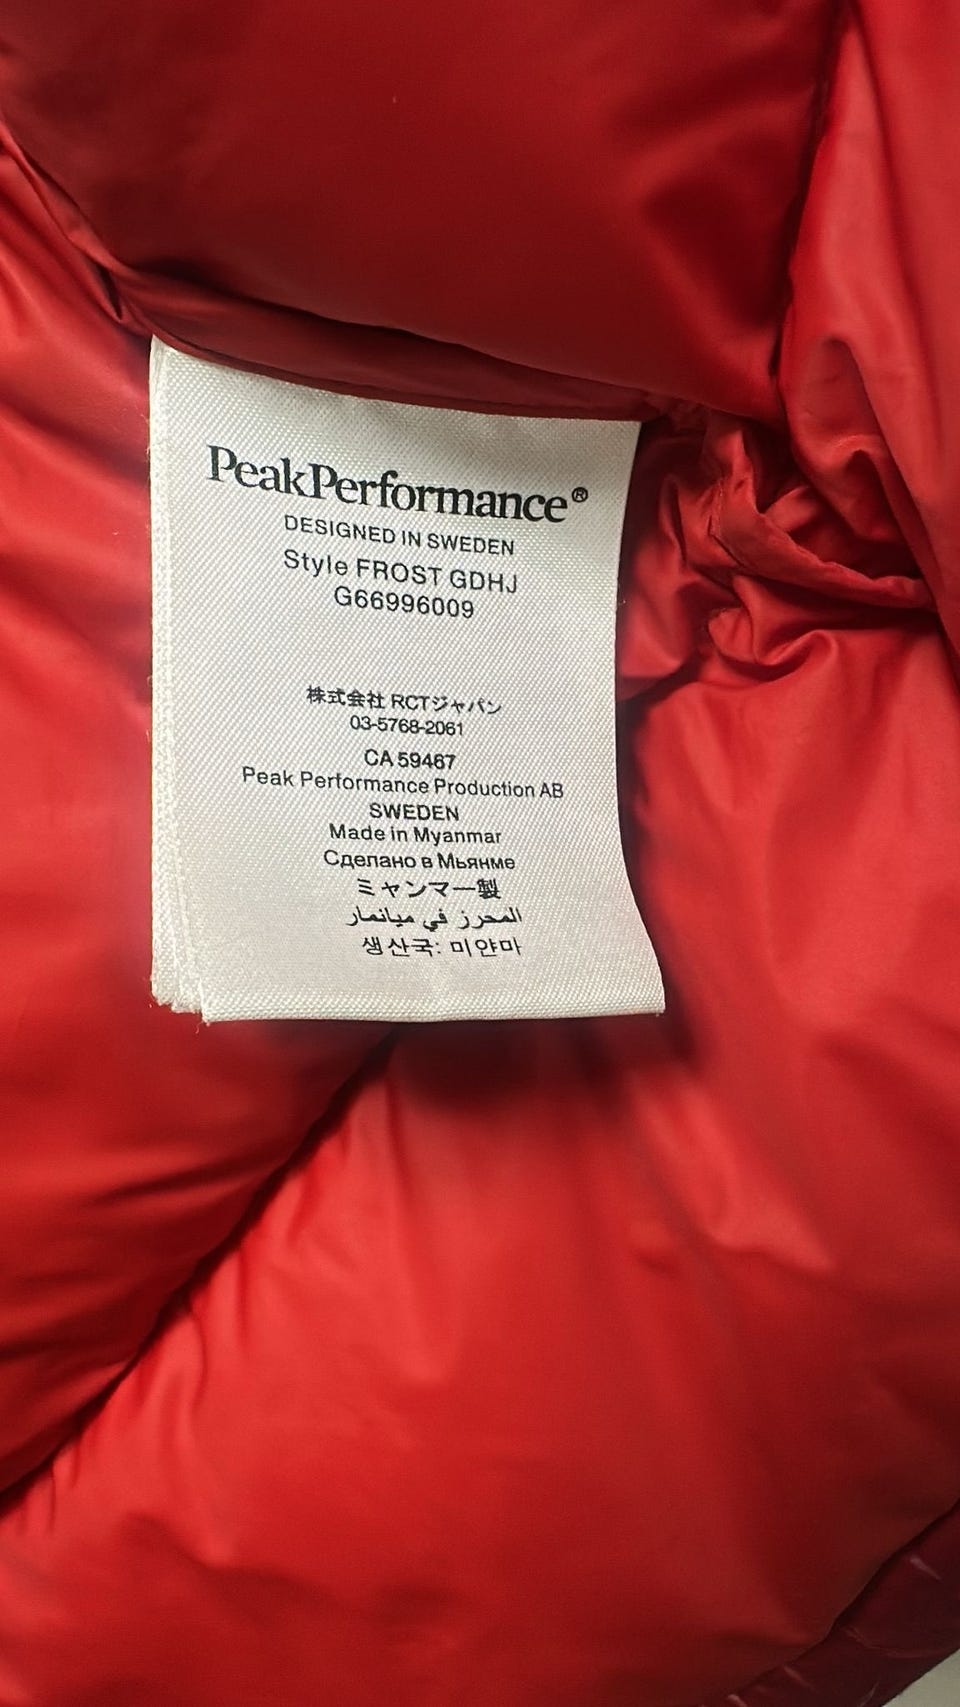 PeakPerformance®
DESIGNED IN SWEDEN
Style FROST GDHJ
G66996009
株式会社 RCTジャパン
03-5768-2061
CA 59467
Peak Performance Production AB
SWEDEN
Made in Myanmar
Сделано в Мьянме
ミャンマー製
المحرز في ميانمار
생산국: 미얀마